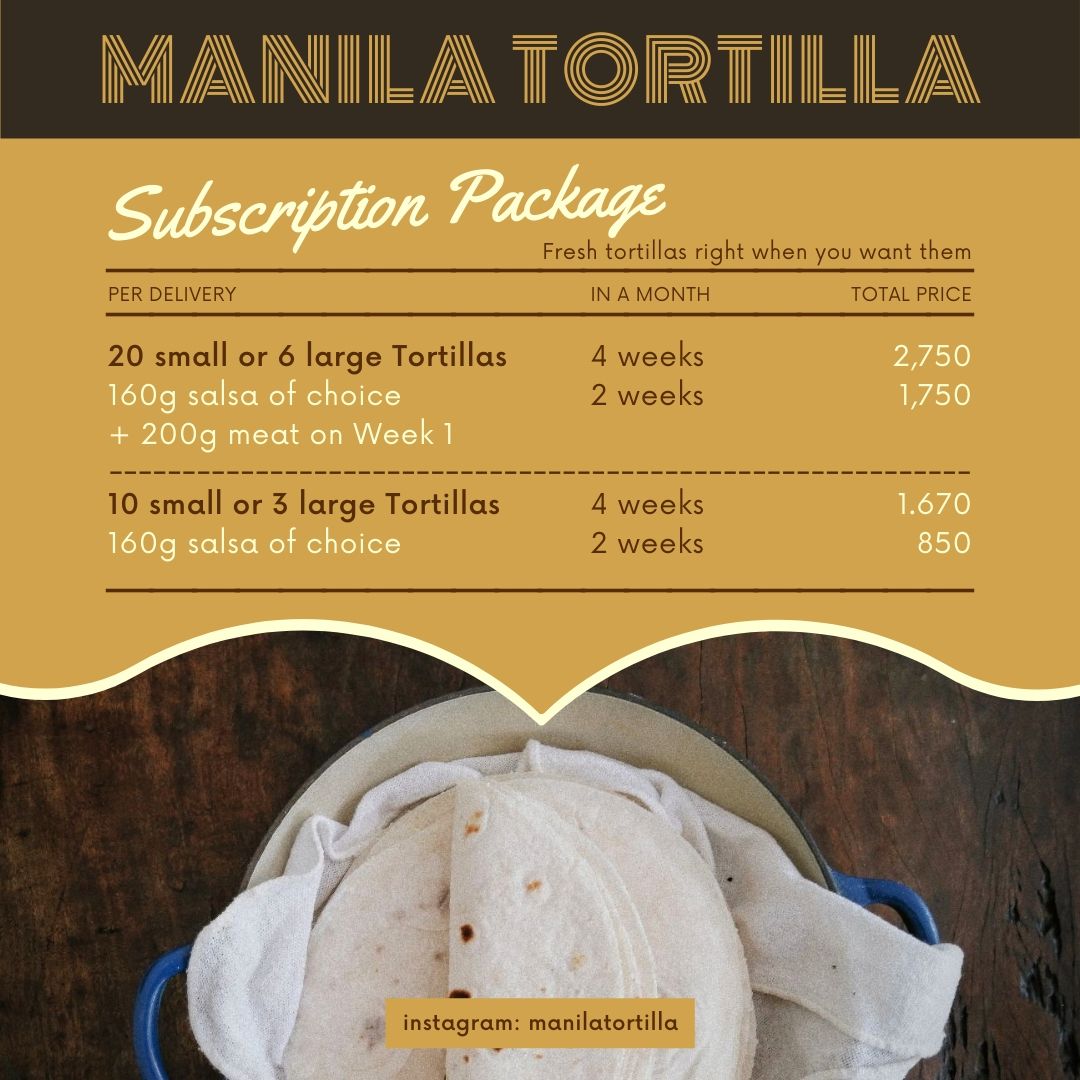 MANILA TORTILLA
Subscription Package
Fresh tortillas right when you want them
PER DELIVERY IN A MONTH TOTAL PRICE
20 small or 6 large Tortillas 4 weeks 2,750
160g salsa of choice 2 weeks 1,750
+ 200g meat on Week 1
10 small or 3 large Tortillas 4 weeks 1.670
160g salsa of choice 2 weeks 850
instagram: manilatortilla